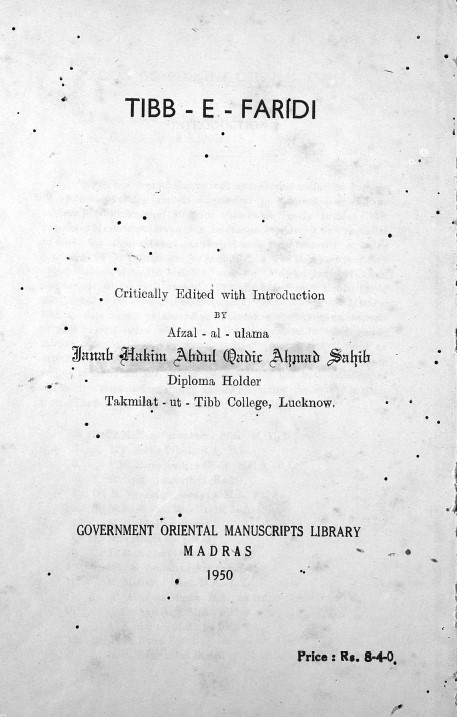 TIBB - E - FARÍDI
Critically Edited with Introduction
BY
Afzal - al - ulama
Janab Hakim Abdul Qadir Ahmad Sahib
Diploma Holder
Takmilat - ut - Tibb College, Lucknow.
GOVERNMENT ORIENTAL MANUSCRIPTS LIBRARY
MADRAS
1950
Price : Rs. 8-4-0.